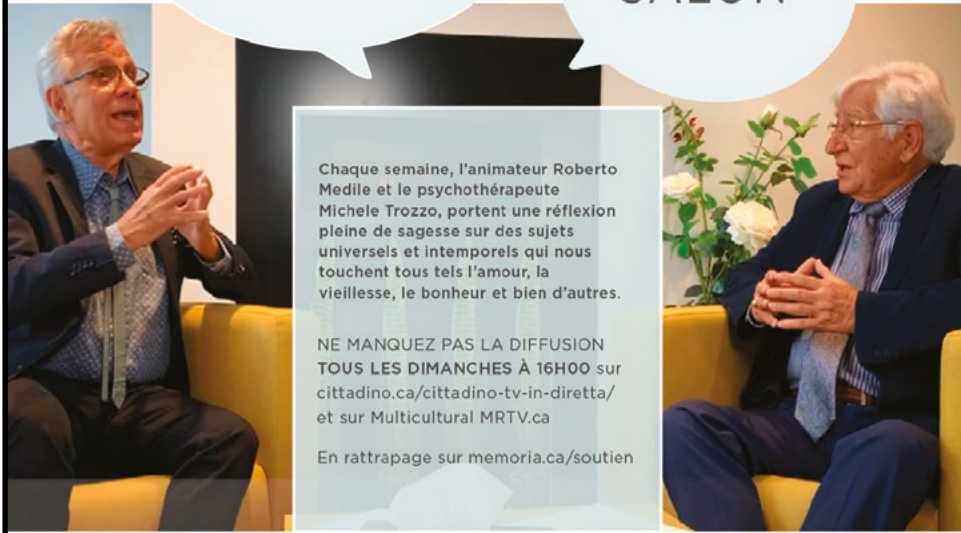 SALON
Chaque semaine, l'animateur Roberto
Medile et le psychothérapeute
Michele Trozzo, portent une réflexion
pleine de sagesse sur des sujets
universels et intemporels qui nous
touchent tous tels l'amour, la
vieillesse, le bonheur et bien d'autres.
NE MANQUEZ PAS LA DIFFUSION
TOUS LES DIMANCHES À 16H00 sur
cittadino.ca/cittadino-tv-in-diretta/
et sur Multicultural MRTV.ca
En rattrapage sur memoria.ca/soutien